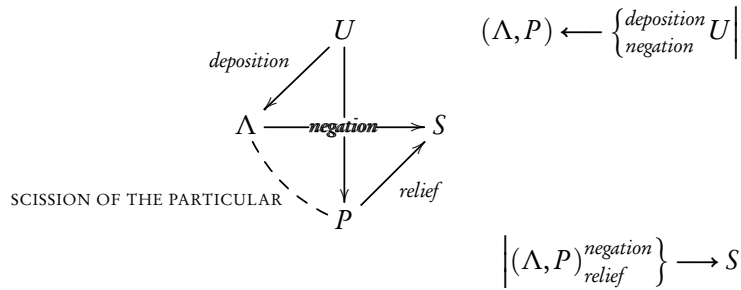 U
(Λ, P) ⟵ { deposition negation U |
deposition
Λ negation S
relief
SCISSION OF THE PARTICULAR
P
| (Λ, P) negation relief } ⟶ S